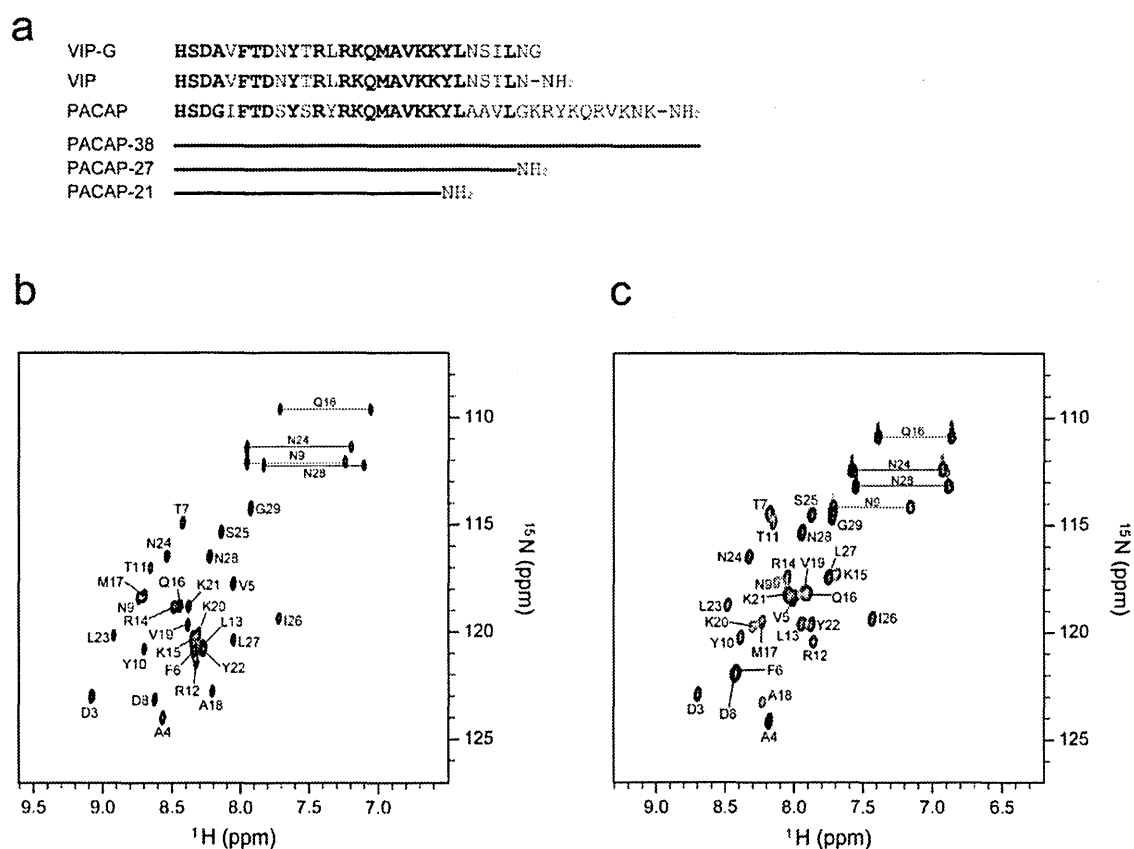 a
VIP-G HSDAVFTDNYTRLRKQMAVKKYLNSILNG
VIP HSDAVFTDNYTRLRKQMAVKKYLNSILN-NH2
PACAP HSDGIFTDSYSRYRKQMAVKKYLAAVLGKRYKQRVKNK-NH2
PACAP-38
PACAP-27 NH2
PACAP-21 NH2
b
Q16
N24
N9
N28
T7
G29
N24
S25
T11
N28
M17
Q16
K21
V5
N9
R14
K20
V19
L13
I26
L23
K15
L27
Y10
F6
Y22
R12
D3
D8
A18
A4
110
115
120
125
15N (ppm)
9.5 9.0 8.5 8.0 7.5 7.0
1H (ppm)
c
Q16
N24
N28
N9
T7
S25
T11
G29
N28
L27
N24
R14
V19
K15
N9
K21
Q16
L23
V5
K20
L13
Y22
I26
Y10
M17
R12
F6
D3
D8
A18
A4
110
115
120
125
15N (ppm)
9.0 8.5 8.0 7.5 7.0 6.5
1H (ppm)